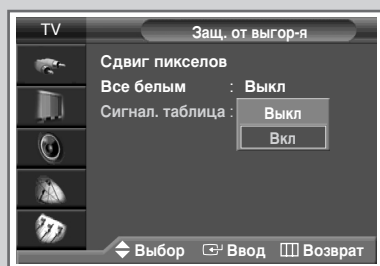 TV
Защ. от выгор-я
Сдвиг пикселов
Все белым : Выкл
Сигнал. таблица : Выкл
Вкл
Выбор Ввод Возврат